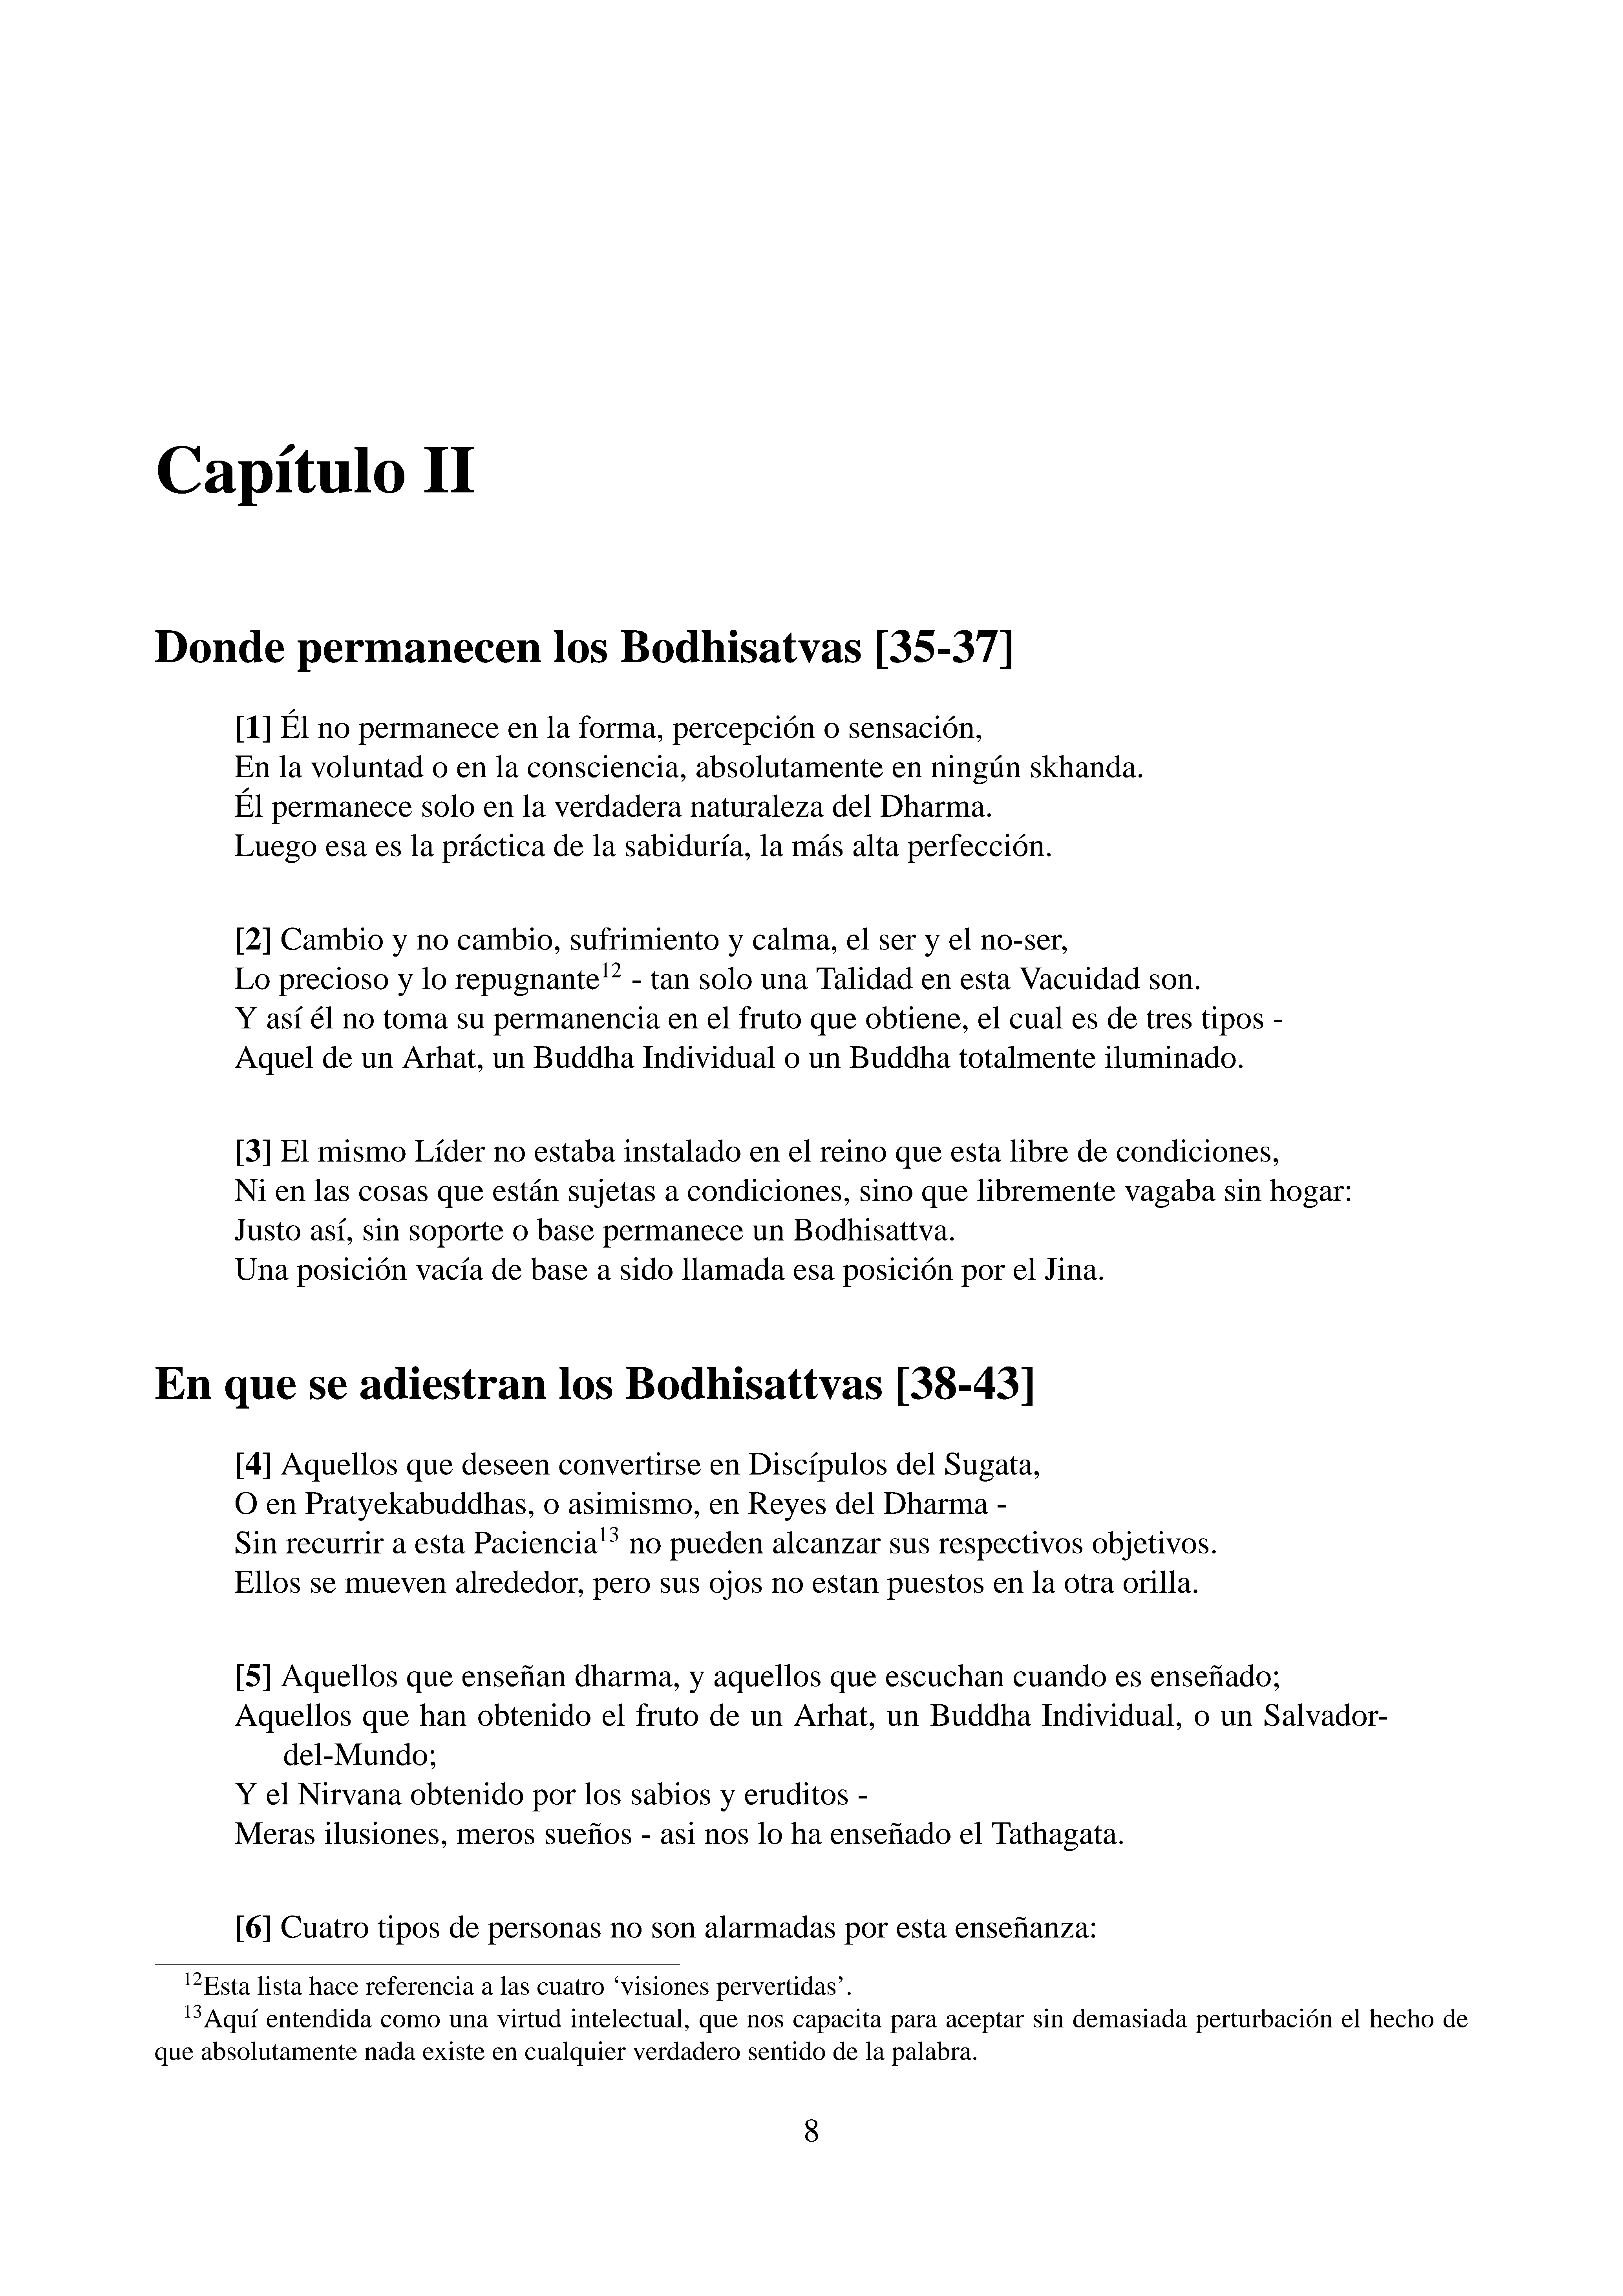 Capítulo II
Donde permanecen los Bodhisatvas [35-37]
[1] Él no permanece en la forma, percepción o sensación,
En la voluntad o en la consciencia, absolutamente en ningún skhanda.
Él permanece solo en la verdadera naturaleza del Dharma.
Luego esa es la práctica de la sabiduría, la más alta perfección.
[2] Cambio y no cambio, sufrimiento y calma, el ser y el no-ser,
Lo precioso y lo repugnante12 - tan solo una Talidad en esta Vacuidad son.
Y así él no toma su permanencia en el fruto que obtiene, el cual es de tres tipos -
Aquel de un Arhat, un Buddha Individual o un Buddha totalmente iluminado.
[3] El mismo Líder no estaba instalado en el reino que esta libre de condiciones,
Ni en las cosas que están sujetas a condiciones, sino que libremente vagaba sin hogar:
Justo así, sin soporte o base permanece un Bodhisattva.
Una posición vacía de base a sido llamada esa posición por el Jina.
En que se adiestran los Bodhisattvas [38-43]
[4] Aquellos que deseen convertirse en Discípulos del Sugata,
O en Pratyekabuddhas, o asimismo, en Reyes del Dharma -
Sin recurrir a esta Paciencia13 no pueden alcanzar sus respectivos objetivos.
Ellos se mueven alrededor, pero sus ojos no estan puestos en la otra orilla.
[5] Aquellos que enseñan dharma, y aquellos que escuchan cuando es enseñado;
Aquellos que han obtenido el fruto de un Arhat, un Buddha Individual, o un Salvador-
del-Mundo;
Y el Nirvana obtenido por los sabios y eruditos -
Meras ilusiones, meros sueños - asi nos lo ha enseñado el Tathagata.
[6] Cuatro tipos de personas no son alarmadas por esta enseñanza:
12Esta lista hace referencia a las cuatro ‘visiones pervertidas’.
13Aquí entendida como una virtud intelectual, que nos capacita para aceptar sin demasiada perturbación el hecho de
que absolutamente nada existe en cualquier verdadero sentido de la palabra.
8